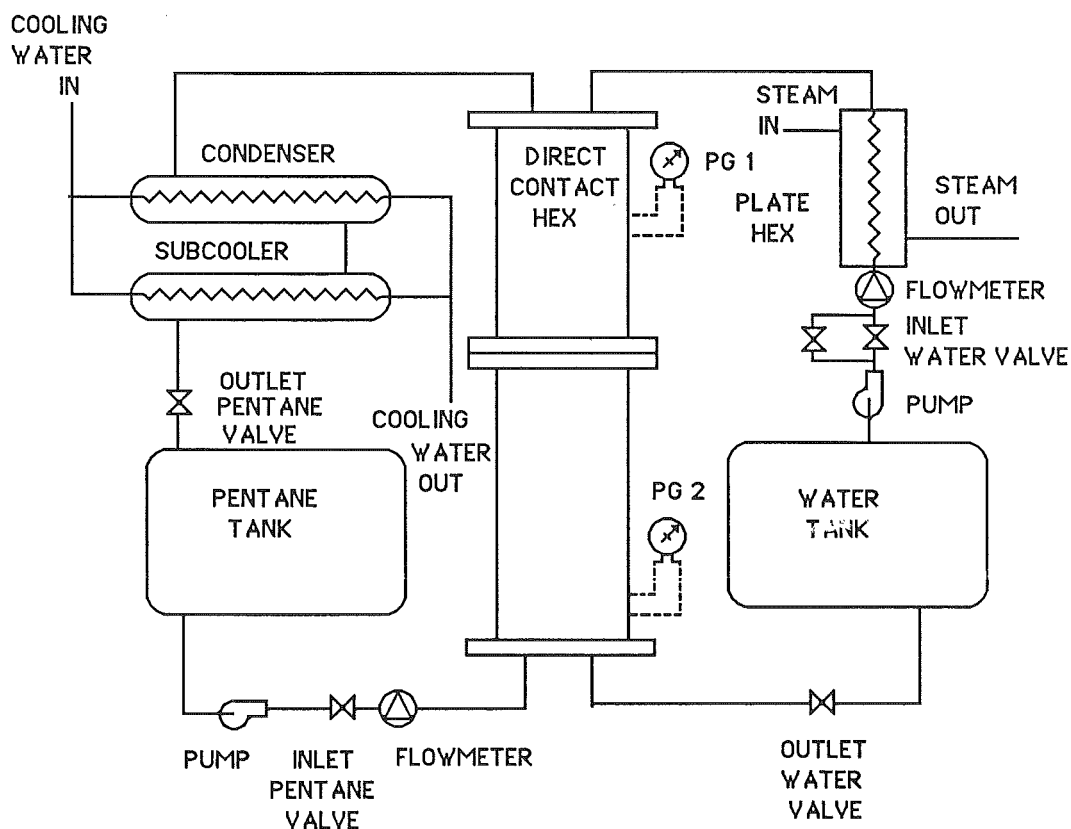 COOLING
WATER
IN
CONDENSER
SUBCOOLER
OUTLET
PENTANE
VALVE
COOLING
WATER
OUT
PENTANE
TANK
PUMP
INLET
PENTANE
VALVE
FLOWMETER
DIRECT
CONTACT
HEX
PG 1
PG 2
STEAM
IN
PLATE
HEX
STEAM
OUT
FLOWMETER
INLET
WATER VALVE
PUMP
WATER
TANK
OUTLET
WATER
VALVE